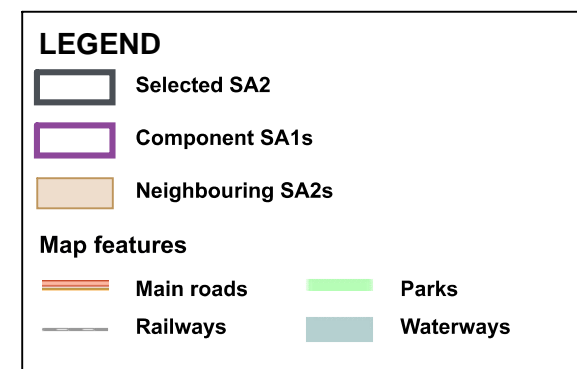 LEGEND
Selected SA2
Component SA1s
Neighbouring SA2s
Map features
Main roads
Parks
Railways
Waterways